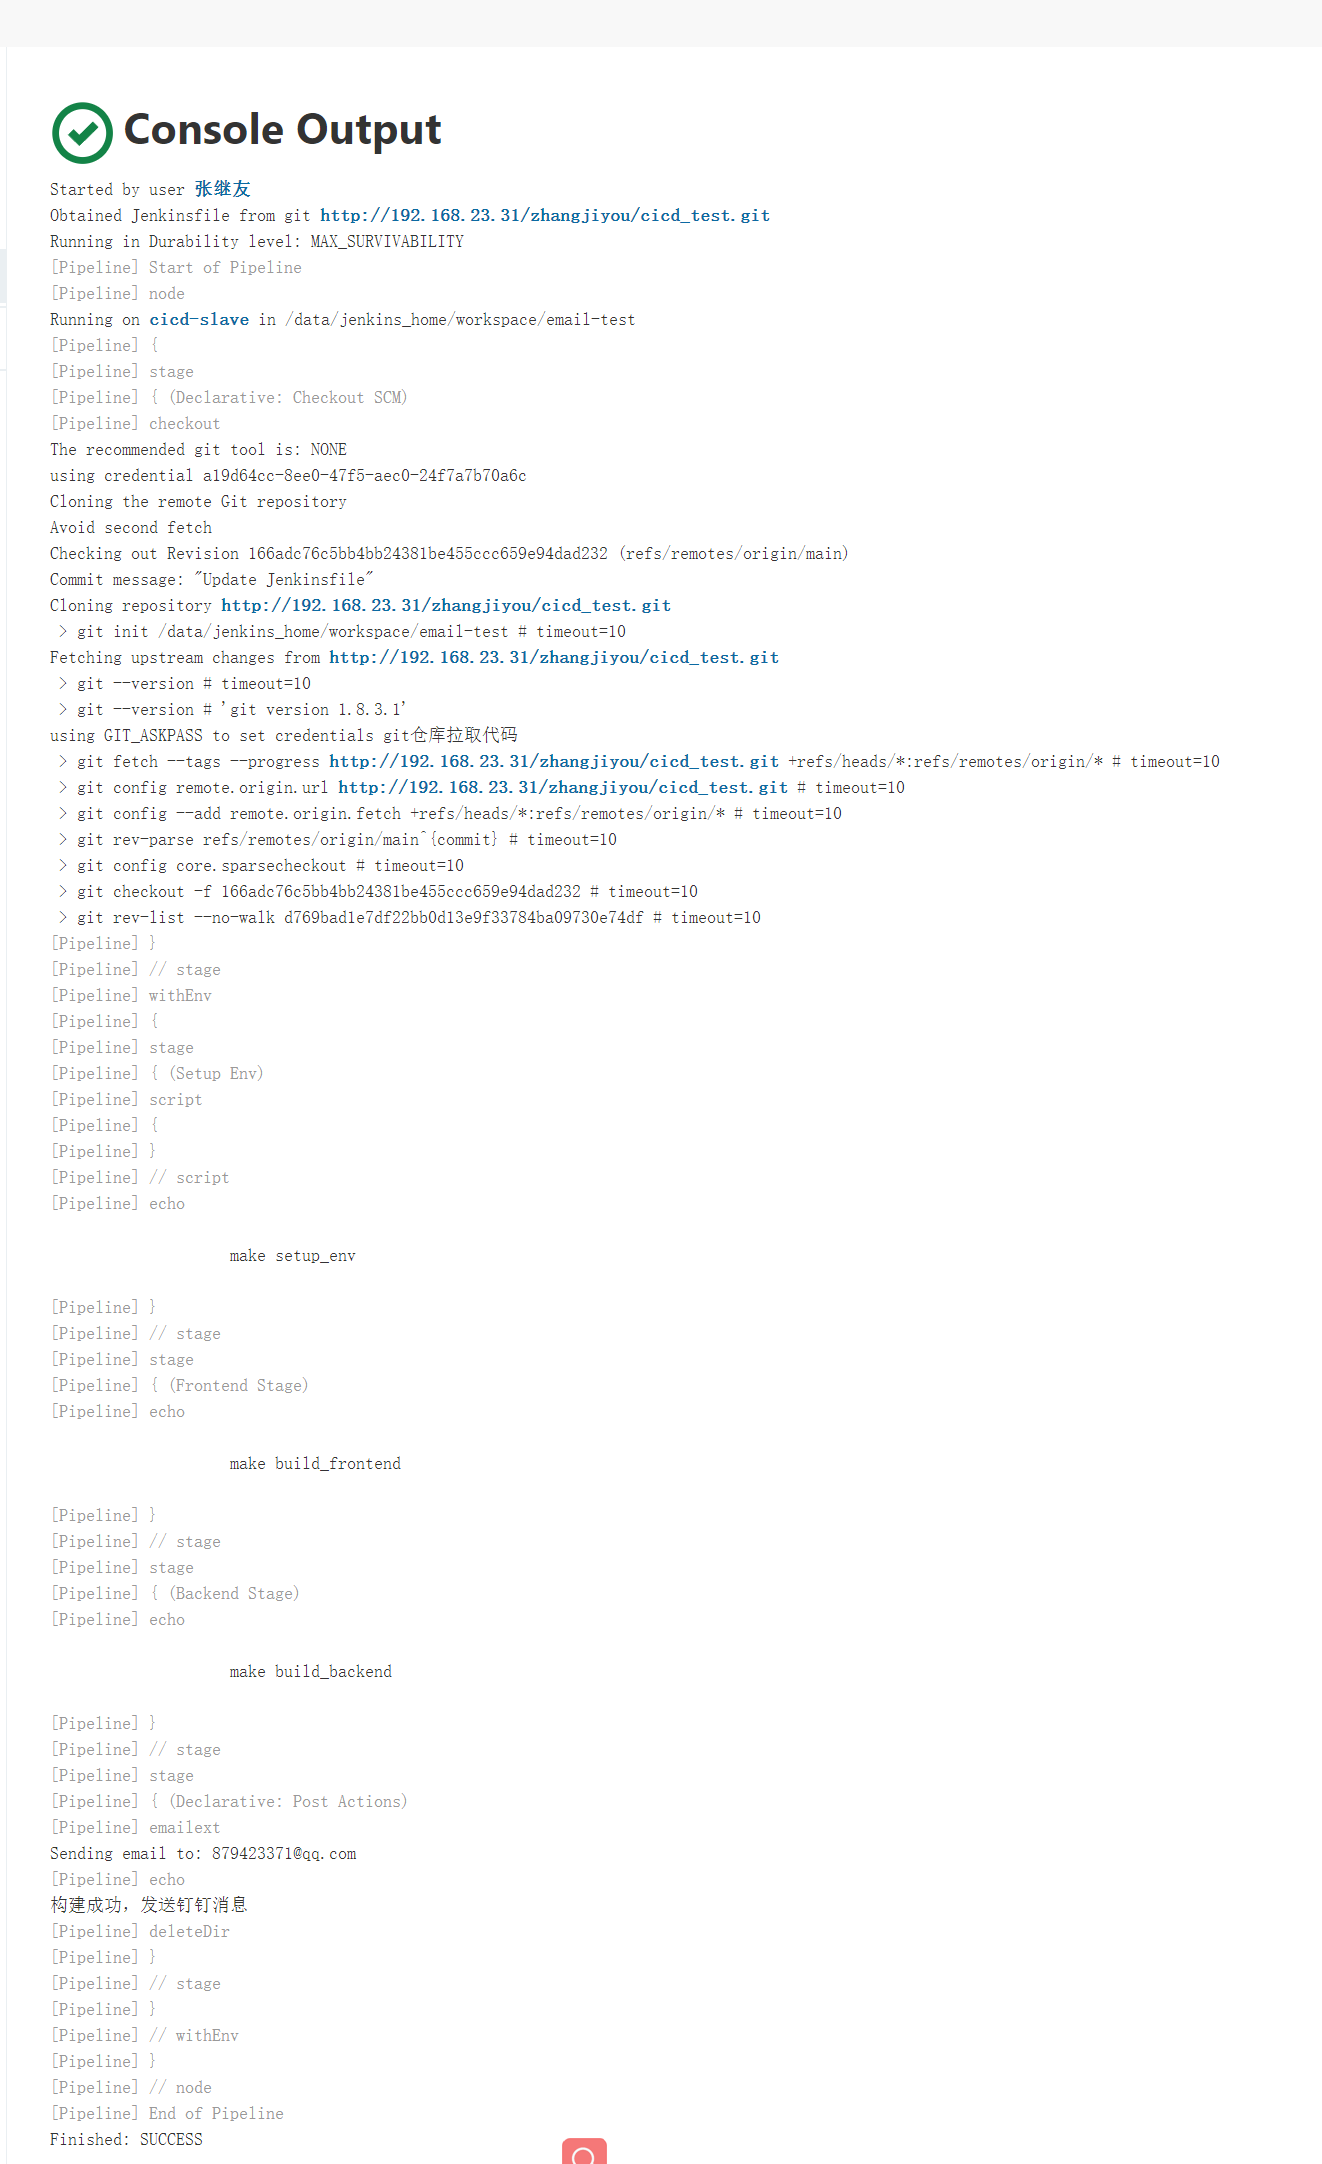 Console Output
Started by user 张继友
Obtained Jenkinsfile from git http://192.168.23.31/zhangjiyou/cicd_test.git
Running in Durability level: MAX_SURVIVABILITY
[Pipeline] Start of Pipeline
[Pipeline] node
Running on cicd-slave in /data/jenkins_home/workspace/email-test
[Pipeline] {
[Pipeline] stage
[Pipeline] { (Declarative: Checkout SCM)
[Pipeline] checkout
The recommended git tool is: NONE
using credential a19d64cc-8ee0-47f5-aec0-24f7a7b70a6c
Cloning the remote Git repository
Avoid second fetch
Checking out Revision 166adc76c5bb4bb24381be455ccc659e94dad232 (refs/remotes/origin/main)
Commit message: "Update Jenkinsfile"
Cloning repository http://192.168.23.31/zhangjiyou/cicd_test.git
 > git init /data/jenkins_home/workspace/email-test # timeout=10
Fetching upstream changes from http://192.168.23.31/zhangjiyou/cicd_test.git
 > git --version # timeout=10
 > git --version # 'git version 1.8.3.1'
using GIT_ASKPASS to set credentials git仓库拉取代码
 > git fetch --tags --progress http://192.168.23.31/zhangjiyou/cicd_test.git +refs/heads/*:refs/remotes/origin/* # timeout=10
 > git config remote.origin.url http://192.168.23.31/zhangjiyou/cicd_test.git # timeout=10
 > git config --add remote.origin.fetch +refs/heads/*:refs/remotes/origin/* # timeout=10
 > git rev-parse refs/remotes/origin/main^{commit} # timeout=10
 > git config core.sparsecheckout # timeout=10
 > git checkout -f 166adc76c5bb4bb24381be455ccc659e94dad232 # timeout=10
 > git rev-list --no-walk d769bad1e7df22bb0d13e9f33784ba09730e74df # timeout=10
[Pipeline] }
[Pipeline] // stage
[Pipeline] withEnv
[Pipeline] {
[Pipeline] stage
[Pipeline] { (Setup Env)
[Pipeline] script
[Pipeline] {
[Pipeline] }
[Pipeline] // script
[Pipeline] echo
make setup_env
[Pipeline] }
[Pipeline] // stage
[Pipeline] stage
[Pipeline] { (Frontend Stage)
[Pipeline] echo
make build_frontend
[Pipeline] }
[Pipeline] // stage
[Pipeline] stage
[Pipeline] { (Backend Stage)
[Pipeline] echo
make build_backend
[Pipeline] }
[Pipeline] // stage
[Pipeline] stage
[Pipeline] { (Declarative: Post Actions)
[Pipeline] emailext
Sending email to: 879423371@qq.com
[Pipeline] echo
构建成功，发送钉钉消息
[Pipeline] deleteDir
[Pipeline] }
[Pipeline] // stage
[Pipeline] }
[Pipeline] // withEnv
[Pipeline] }
[Pipeline] // node
[Pipeline] End of Pipeline
Finished: SUCCESS